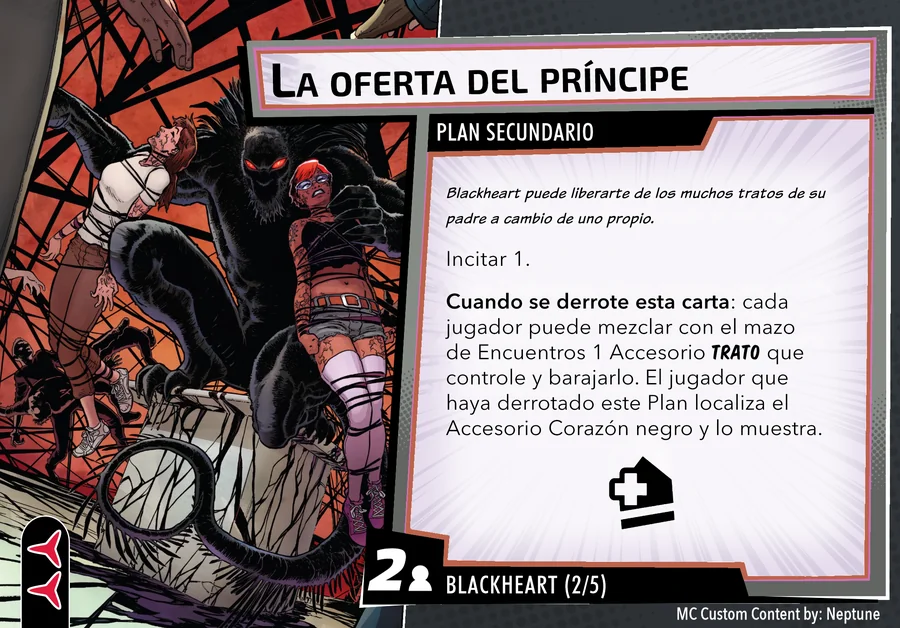 LA OFERTA DEL PRÍNCIPE
PLAN SECUNDARIO
Blackheart puede liberarte de los muchos tratos de su
padre a cambio de uno propio.
Incitar 1.
Cuando se derrote esta carta: cada
jugador puede mezclar con el mazo
de Encuentros 1 Accesorio TRATO que
controle y barajarlo. El jugador que
haya derrotado este Plan localiza el
Accesorio Corazón negro y lo muestra.
2
BLACKHEART (2/5)
MC Custom Content by: Neptune